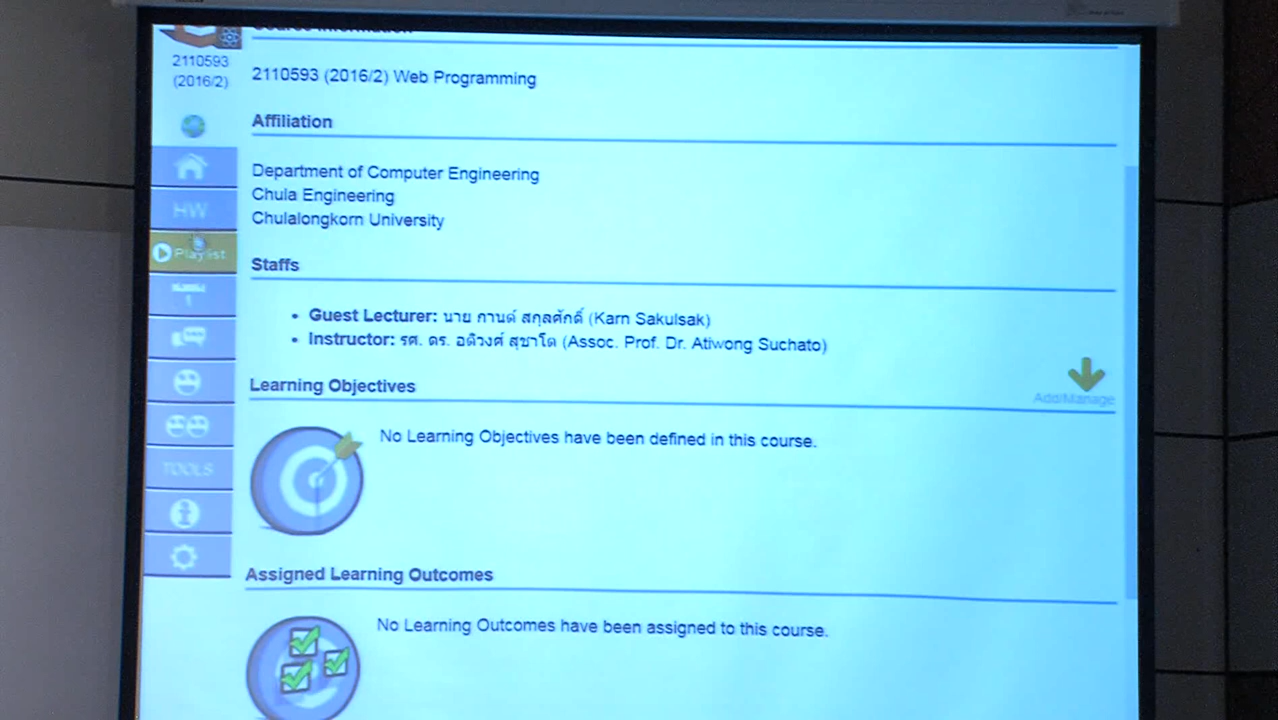 Course Information
2110593
(2016/2)
2110593 (2016/2) Web Programming
Affiliation
Department of Computer Engineering
Chula Engineering
Chulalongkorn University
HW
Playlist
Staffs
1
• Guest Lecturer: นาย กานต์ สกุลศักดิ์ (Karn Sakulsak)
• Instructor: รศ. ดร. อติวงศ์ สุชาโต (Assoc. Prof. Dr. Atiwong Suchato)
Learning Objectives
Add/Manage
No Learning Objectives have been defined in this course.
TOOLS
Assigned Learning Outcomes
No Learning Outcomes have been assigned to this course.